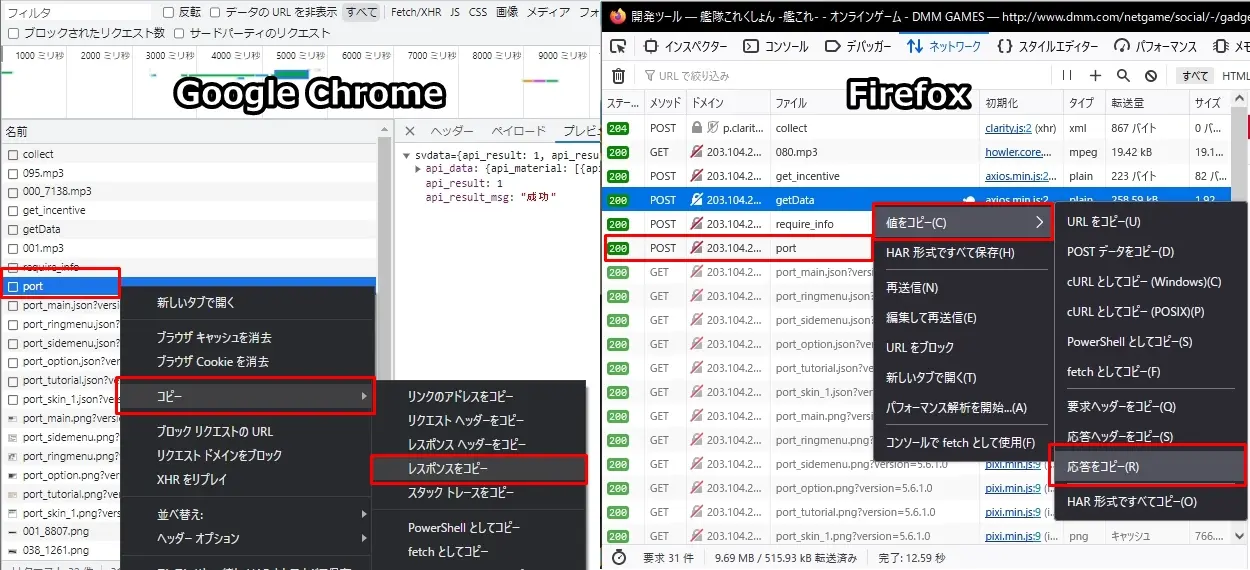 フィルタ
反転 データの URL を非表示 すべて Fetch/XHR JS CSS 画像 メディア フォ
ブロックされたリクエスト数 サードパーティのリクエスト
1000 ミリ秒 2000 ミリ秒 3000 ミリ秒 4000 ミリ秒 5000 ミリ秒 6000 ミリ秒 7000 ミリ秒 8000 ミリ秒 9000 ミリ秒
Google Chrome
名前
× ヘッダー ペイロード プレビ
collect
095.mp3
000_7138.mp3
get_incentive
getData
001.mp3
require_info
port
port_main.json?versi
port_ringmenu.json?
port_sidemenu.json?
port_option.json?ver
port_tutorial.json?ve
port_skin_1.json?vers
port_main.png?versi
port_sidemenu.png?
port_ringmenu.png?
port_option.png?ver
port_tutorial.png?ve
port_skin_1.png?vers
001_8807.png
038_1261.png
svdata={api_result: 1, api_resu
api_data: {api_material: [{api
api_result: 1
api_result_msg: "成功"
新しいタブで開く
ブラウザ キャッシュを消去
ブラウザ Cookie を消去
コピー
ブロック リクエストの URL
リクエスト ドメインをブロック
XHR をリプレイ
並べ替え:
ヘッダー オプション
リンクのアドレスをコピー
リクエスト ヘッダーをコピー
レスポンス ヘッダーをコピー
レスポンスをコピー
スタック トレースをコピー
PowerShell としてコピー
fetch としてコピー
開発ツール — 艦隊これくしょん -艦これ- - オンラインゲーム - DMM GAMES — http://www.dmm.com/netgame/social/-/gadge
インスペクター コンソール デバッガー ネットワーク スタイルエディター パフォーマンス メモ
URL で絞り込み すべて HTML
Firefox
ステー... メソッド ドメイン ファイル 初期化 タイプ 転送量 サイズ
204 POST p.clarit... collect clarity.js:2 (xhr) xml 867 バイト 0 バ...
200 GET 203.104.2... 080.mp3 howler.core.... mpeg 19.42 kB 19.1...
200 POST 203.104.2... get_incentive axios.min.js:2... plain 223 バイト 82 バ
200 POST 203.104.2... getData axios.min.js:2... plain 258.59 kB 1.92
200 POST 203.104.2... require_info
200 POST 203.104.2... port
200 GET 203.104.2... port_main.json?version
200 GET 203.104.2... port_ringmenu.json?v
200 GET 203.104.2... port_sidemenu.json?v
200 GET 203.104.2... port_option.json?versi
200 GET 203.104.2... port_tutorial.json?vers
200 GET 203.104.2... port_skin_1.json?versi
200 GET 203.104.2... port_main.png?version
200 GET 203.104.2... port_ringmenu.png?ve
200 GET 203.104.2... port_sidemenu.png?version=5.6.1.0 pixi.min.js:9 (i...
200 GET 203.104.2... port_option.png?version=5.6.1.0 pixi.min.js:9 (i...
200 GET 203.104.2... port_tutorial.png?version=5.6.1.0 pixi.min.js:9 (i...
200 GET 203.104.2... port_skin_1.png?version=5.6.1.0 pixi.min.js:9 (i... png キャッシュ 766....
値をコピー(C)
HAR 形式ですべて保存(H)
再送信(N)
編集して再送信(E)
URL をブロック
新しいタブで開く(T)
パフォーマンス解析を開始...(A)
コンソールで fetch として使用(F)
URL をコピー(U)
POST データをコピー(D)
cURL としてコピー (Windows)(C)
cURL としてコピー (POSIX)(P)
PowerShell としてコピー(S)
fetch としてコピー(F)
要求ヘッダーをコピー(Q)
応答ヘッダーをコピー(S)
応答をコピー(R)
HAR 形式ですべてコピー(O)
要求 31 件 9.69 MB / 515.93 kB 転送済み 完了: 12.59 秒